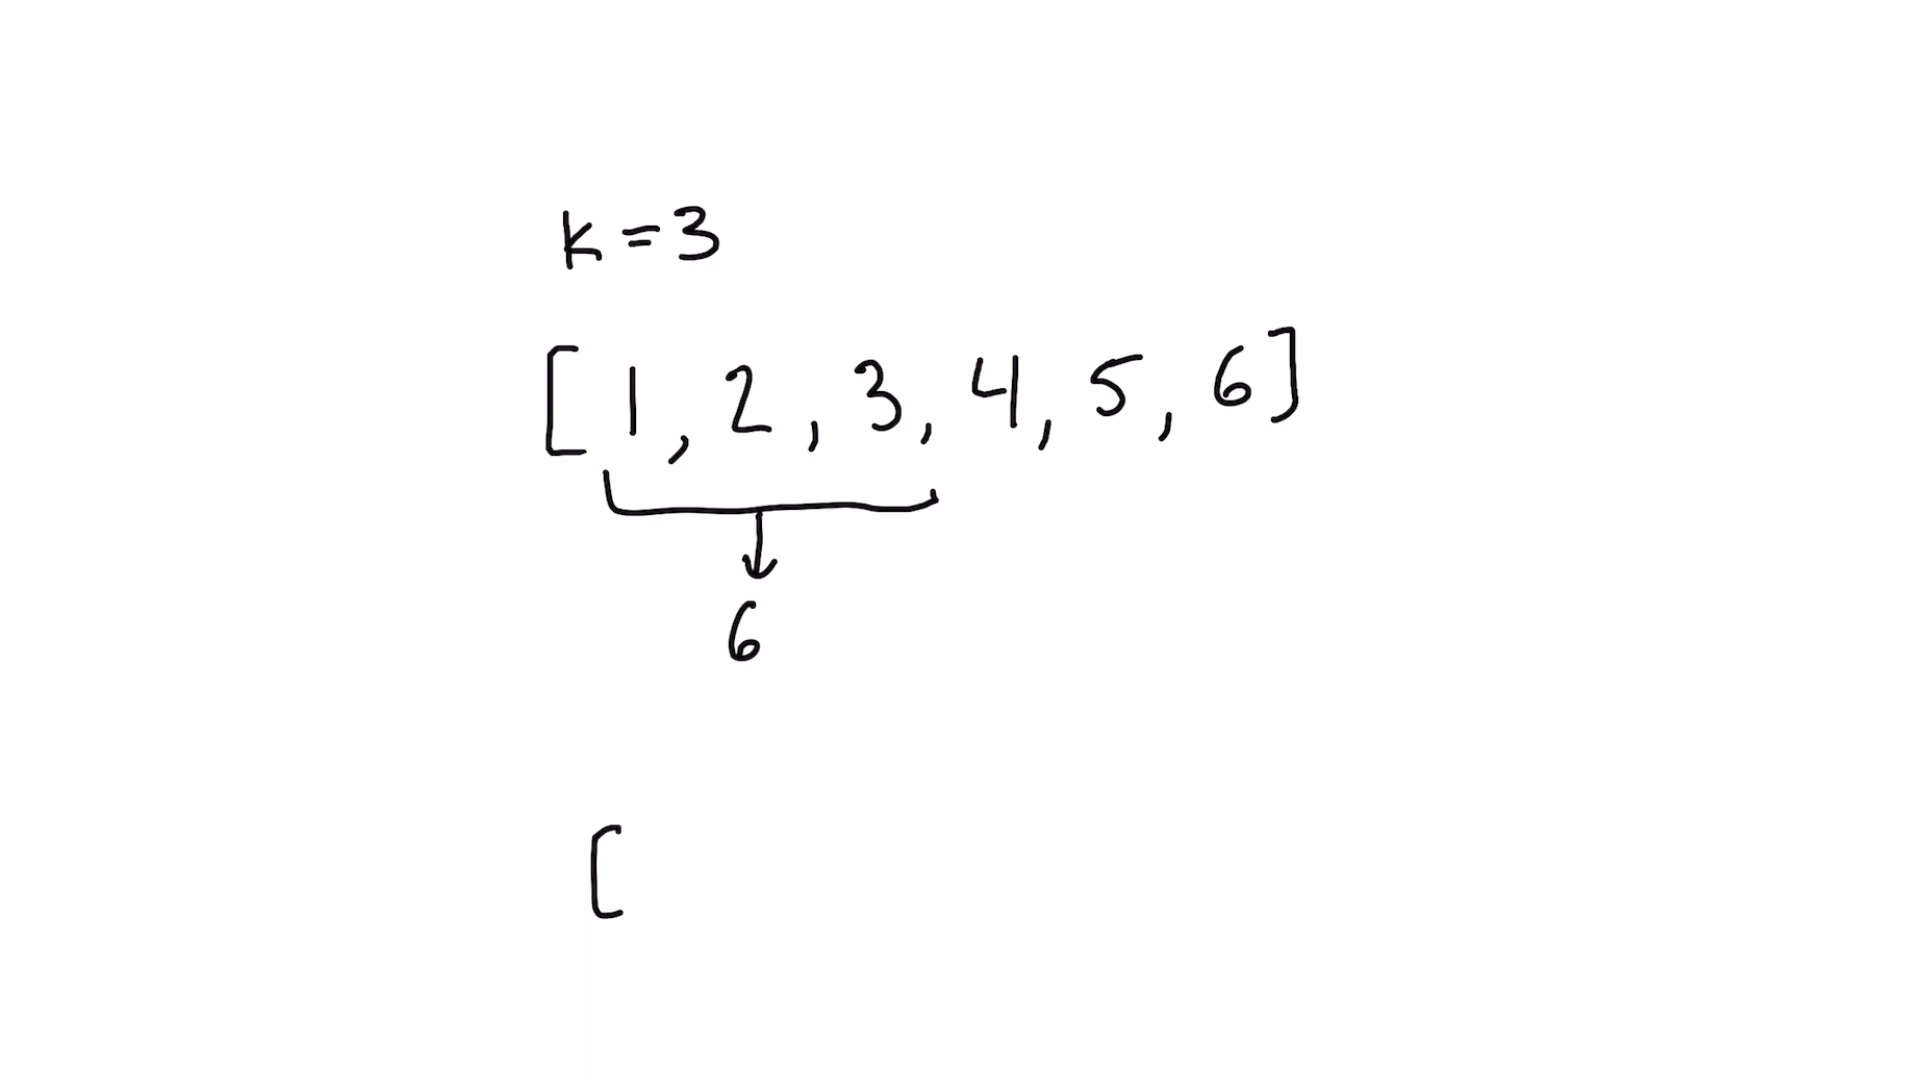 k=3
[1, 2, 3, 4, 5, 6]
6
[